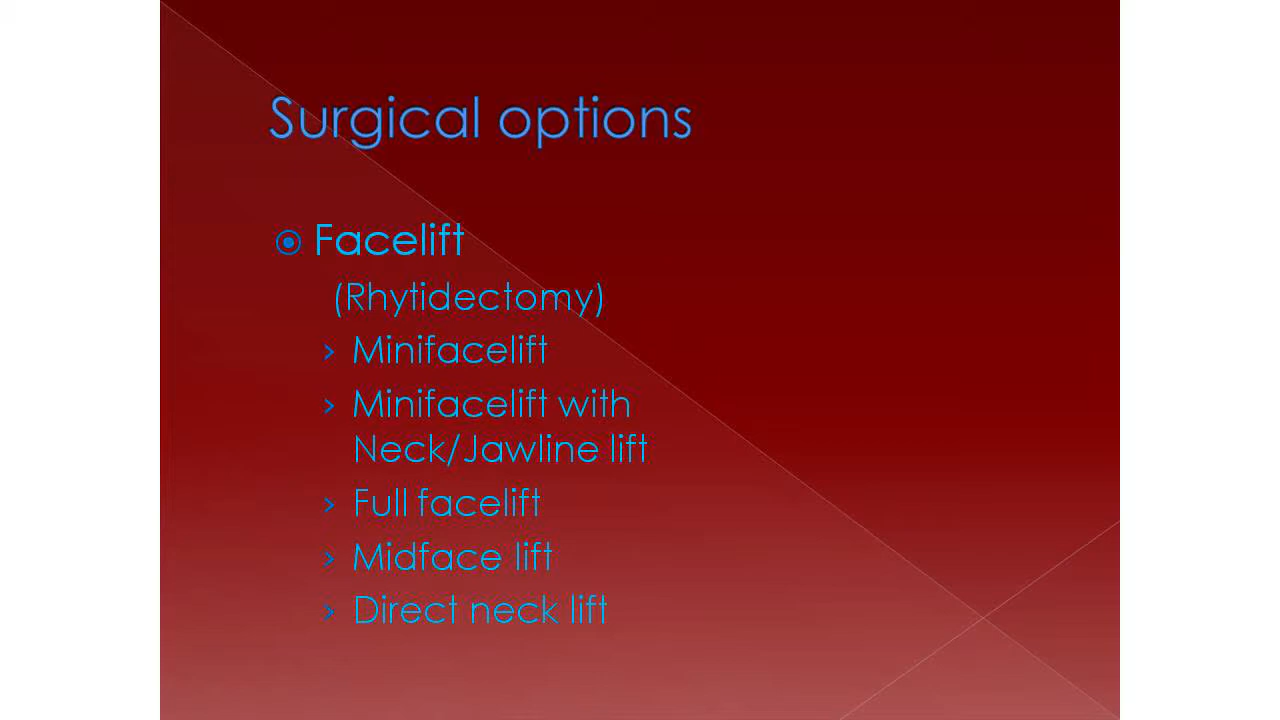 Surgical options
Facelift
(Rhytidectomy)
Minifacelift
Minifacelift with
Neck/Jawline lift
Full facelift
Midface lift
Direct neck lift